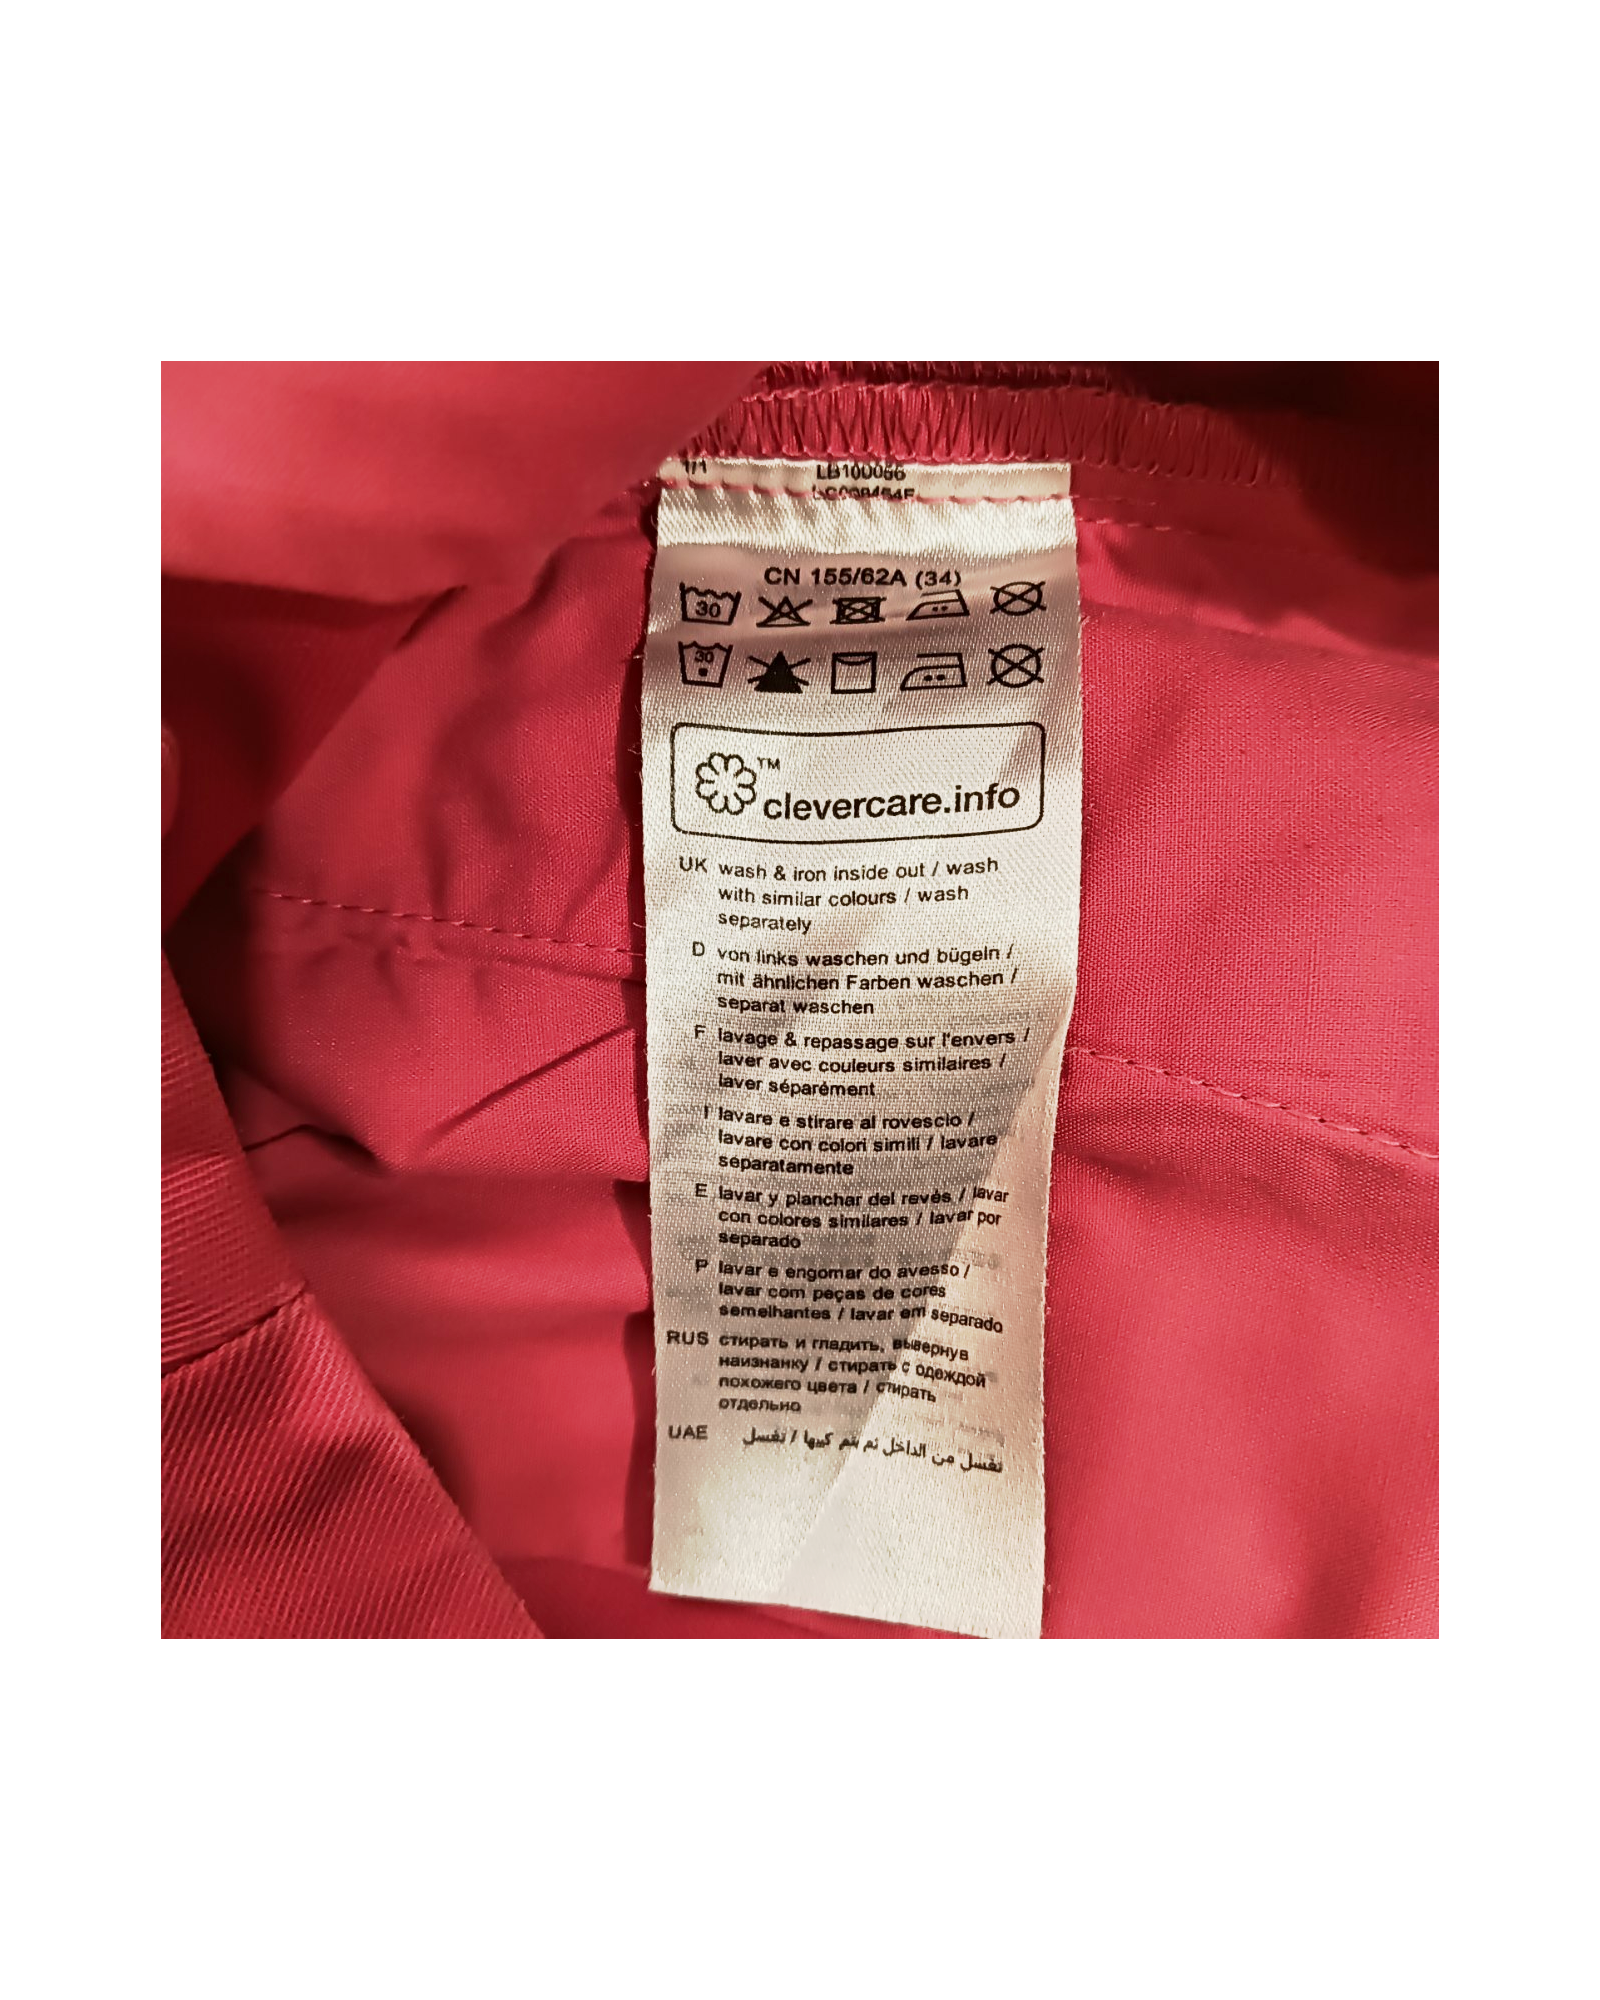 1/1 LB100066
CN 155/62A (34)
30
30
TM
clevercare.info
UK wash & iron inside out / wash
with similar colours / wash
separately
D von links waschen und bügeln /
mit ähnlichen Farben waschen /
separat waschen
F lavage & repassage sur l'envers /
laver avec couleurs similaires /
laver séparément
I lavare e stirare al rovescio /
lavare con colori simili / lavare
separatamente
E lavar y planchar del revés / lavar
con colores similares / lavar por
separado
P lavar e engomar do avesso /
lavar com peças de cores
semelhantes / lavar em separado
RUS стирать и гладить, вывернув
наизнанку / стирать с одеждой
похожего цвета / стирать
отдельно
UAE تغسل من الداخل ثم يتم كيها / تغسل